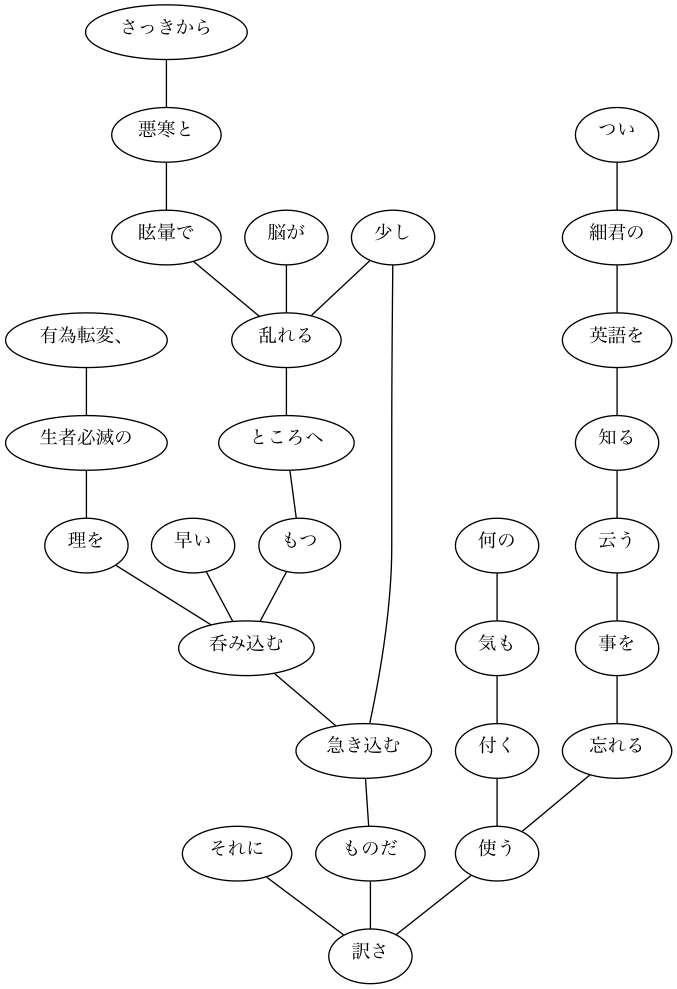 さっきから
悪寒と
つい
眩暈で
脳が
少し
細君の
有為転変、
乱れる
英語を
生者必滅の
ところへ
知る
理を
早い
もつ
何の
云う
呑み込む
気も
事を
急き込む
付く
忘れる
それに
ものだ
使う
訳さ